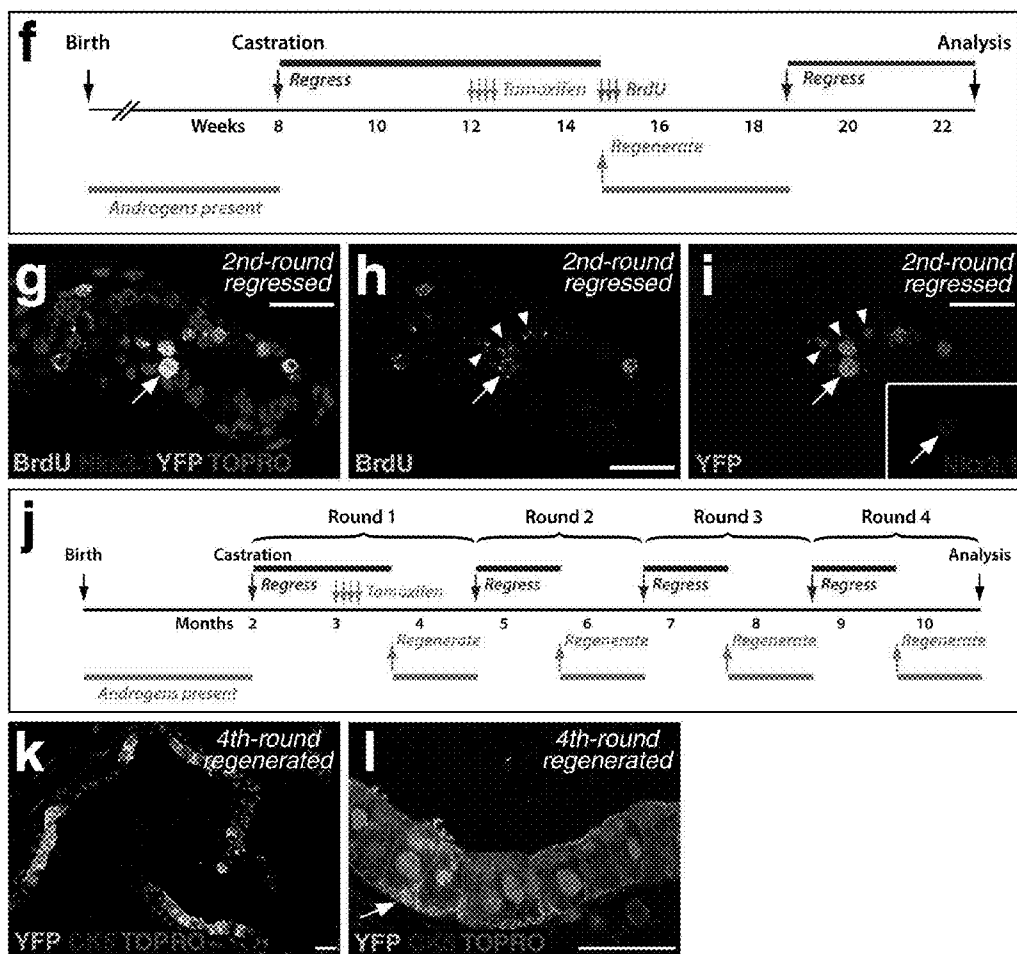 f
Birth
Castration
Analysis
Regress
Tamoxifen
BrdU
Regress
Weeks 8 10 12 14 16 18 20 22
Regenerate
Androgens present
g
2nd-round
regressed
BrdU YFP TOPRO
h
2nd-round
regressed
BrdU
i
2nd-round
regressed
YFP
j
Round 1 Round 2 Round 3 Round 4
Birth
Castration
Analysis
Regress
Tamoxifen
Regress
Regress
Regress
Months 2 3 4 5 6 7 8 9 10
Regenerate Regenerate Regenerate Regenerate
Androgens present
k
4th-round
regenerated
YFP CK5 TOPRO
l
4th-round
regenerated
YFP CK5 TOPRO